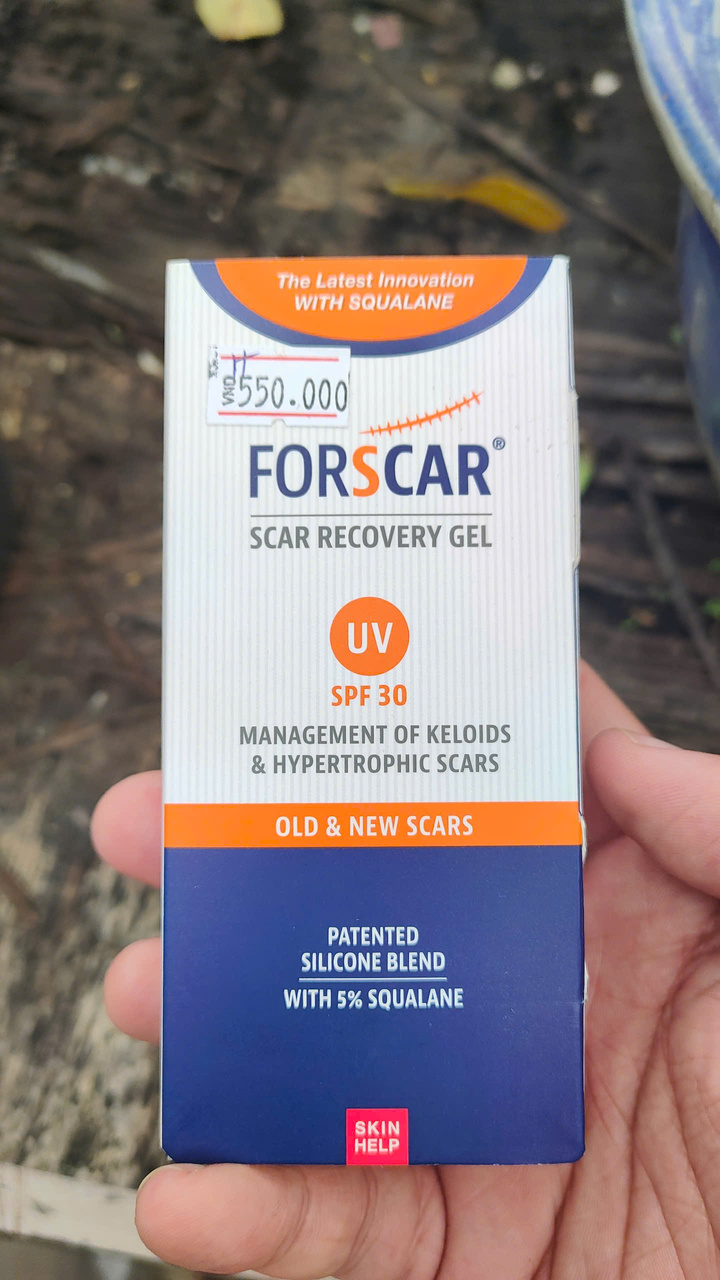 The Latest Innovation
WITH SQUALANE
VND
550.000
FORSCAR®
SCAR RECOVERY GEL
UV
SPF 30
MANAGEMENT OF KELOIDS
& HYPERTROPHIC SCARS
OLD & NEW SCARS
PATENTED
SILICONE BLEND
WITH 5% SQUALANE
SKIN
HELP